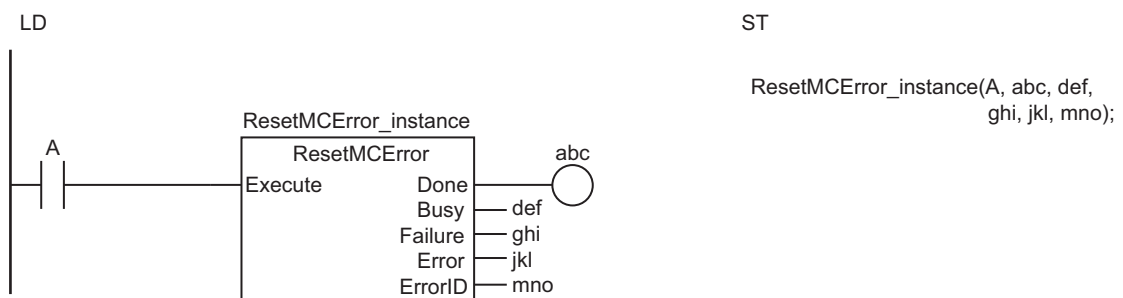 LD
ST
ResetMCError_instance(A, abc, def,
ghi, jkl, mno);
ResetMCError_instance
A
ResetMCError
abc
Execute
Done
Busy
def
Failure
ghi
Error
jkl
ErrorID
mno